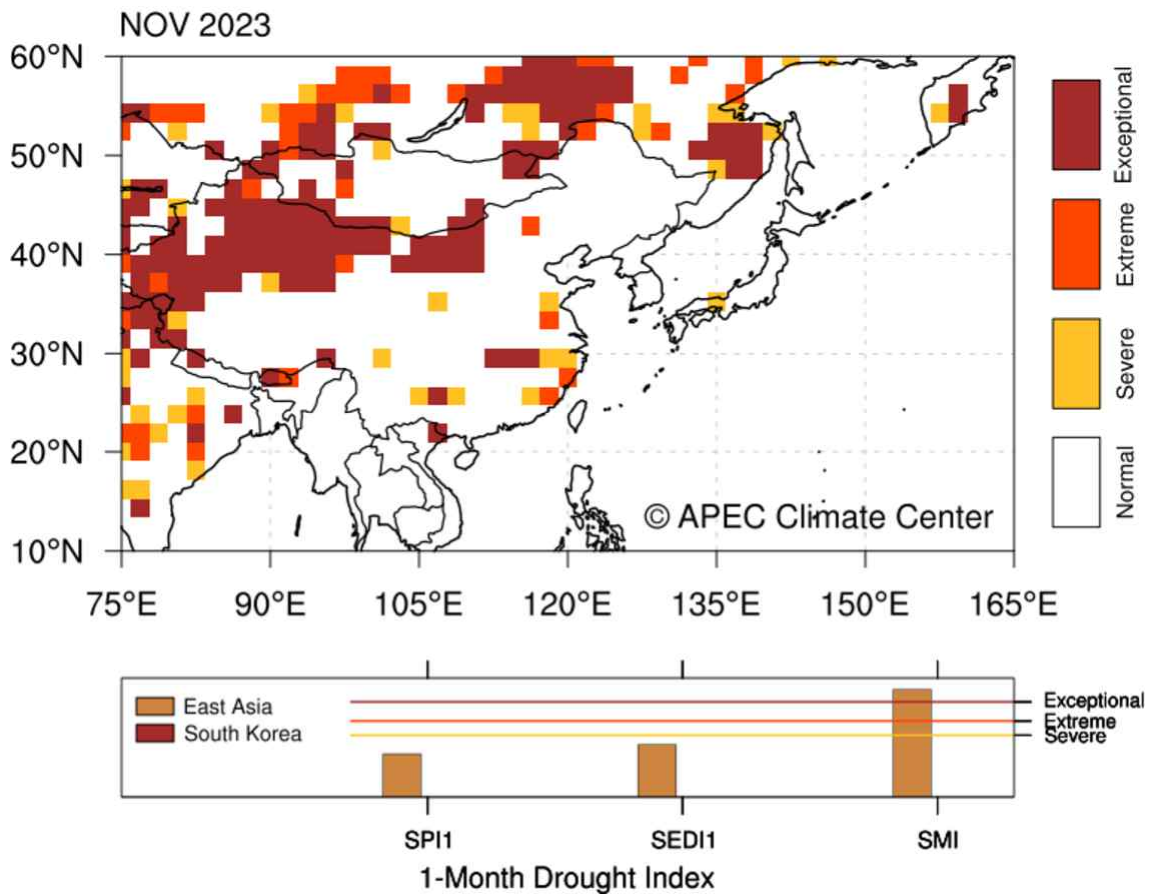 NOV 2023
60°N
50°N
40°N
30°N
20°N
10°N
75°E 90°E 105°E 120°E 135°E 150°E 165°E
© APEC Climate Center
Exceptional
Extreme
Severe
Normal
East Asia
South Korea
Exceptional
Extreme
Severe
SPI1 SEDI1 SMI
1-Month Drought Index